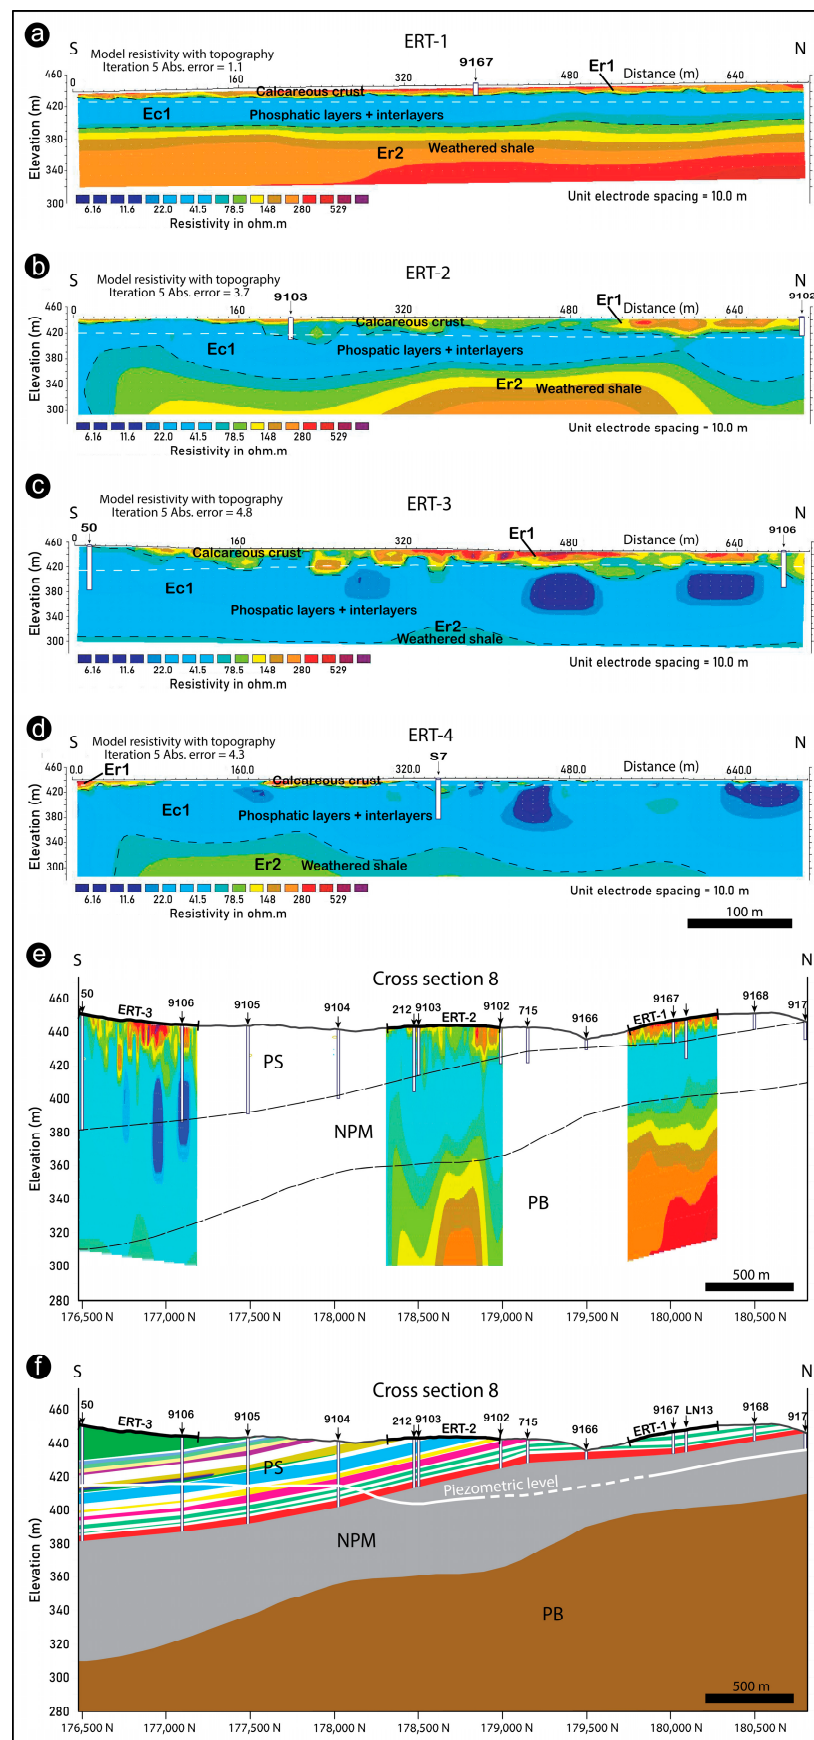 a
S
N
ERT-1
Model resistivity with topography
Iteration 5 Abs. error = 1.1
9167
Er1
Distance (m)
0 160 320 480 640
Elevation (m)
460
420
380
340
300
Calcareous crust
Ec1
Phosphatic layers + interlayers
Er2
Weathered shale
6.16 11.6 22.0 41.5 78.5 148 280 529
Resistivity in ohm.m
Unit electrode spacing = 10.0 m
b
S
N
ERT-2
Model resistivity with topography
Iteration 5 Abs. error = 3.7
9103
9102
Er1
Distance (m)
0 160 320 480 640
Elevation (m)
460
420
380
340
300
Calcareous crust
Ec1
Phospatic layers + interlayers
Er2
Weathered shale
6.16 11.6 22.0 41.5 78.5 148 280 529
Resistivity in ohm.m
Unit electrode spacing = 10.0 m
c
S
N
ERT-3
Model resistivity with topography
Iteration 5 Abs. error = 4.8
50
9106
Er1
Distance (m)
0 160 320 480 640
Elevation (m)
460
420
380
340
300
Calcareous crust
Ec1
Phospatic layers + interlayers
Er2
Weathered shale
6.16 11.6 22.0 41.5 78.5 148 280 529
Resistivity in ohm.m
Unit electrode spacing = 10.0 m
d
S
N
ERT-4
Model resistivity with topography
Iteration 5 Abs. error = 4.3
S7
Er1
Distance (m)
0.0 160.0 320.0 480.0 640.0
Elevation (m)
460
420
380
340
300
Calcareous crust
Ec1
Phosphatic layers + interlayers
Er2
Weathered shale
6.16 11.6 22.0 41.5 78.5 148 280 529
Resistivity in ohm.m
Unit electrode spacing = 10.0 m
100 m
e
S
N
Cross section 8
50 ERT-3 9106 9105 9104 212 9103 ERT-2 9102 715 9166 ERT-1 9167 9168 917
Elevation (m)
460
440
420
400
380
360
340
320
300
280
PS
NPM
PB
500 m
176,500 N 177,000 N 177,500 N 178,000 N 178,500 N 179,000 N 179,500 N 180,000 N 180,500 N
f
S
N
Cross section 8
50 ERT-3 9106 9105 9104 212 9103 ERT-2 9102 715 9166 ERT-1 9167 LN13 9168 917
Elevation (m)
460
440
420
400
380
360
340
320
300
280
PS
Piezometric level
NPM
PB
500 m
176,500 N 177,000 N 177,500 N 178,000 N 178,500 N 179,000 N 179,500 N 180,000 N 180,500 N